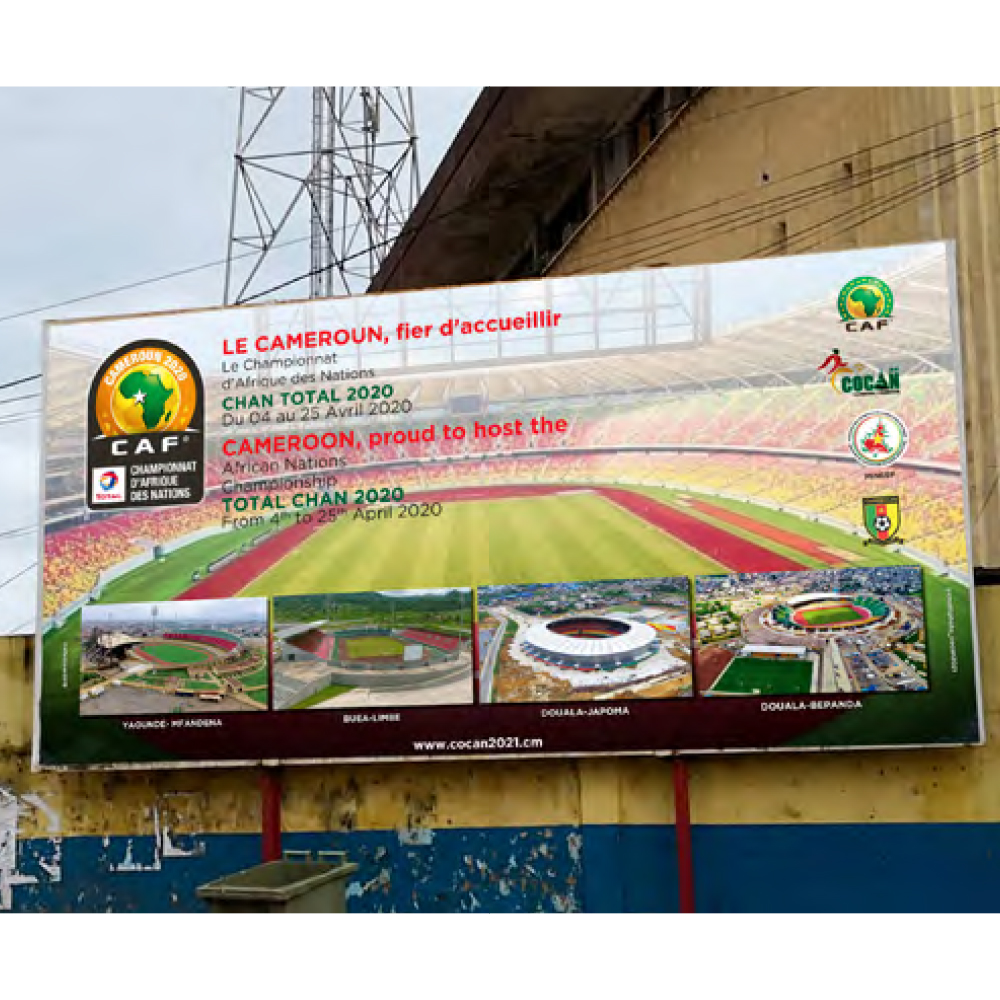 LE CAMEROUN, fier d'accueillir
Le Championnat
d'Afrique des Nations
CHAN TOTAL 2020
Du 04 au 25 Avril 2020
CAMEROON, proud to host the
African Nations
Championship
TOTAL CHAN 2020
From 4th to 25th April 2020
CAMEROUN 2020
CAF
TOTAL
CHAMPIONNAT
D'AFRIQUE
DES NATIONS
CAF
COCAN
MINSEP
YAOUNDE- MFANDENA
BUEA-LIMBE
DOUALA-JAPOMA
DOUALA-BEPANDA
www.cocan2021.cm